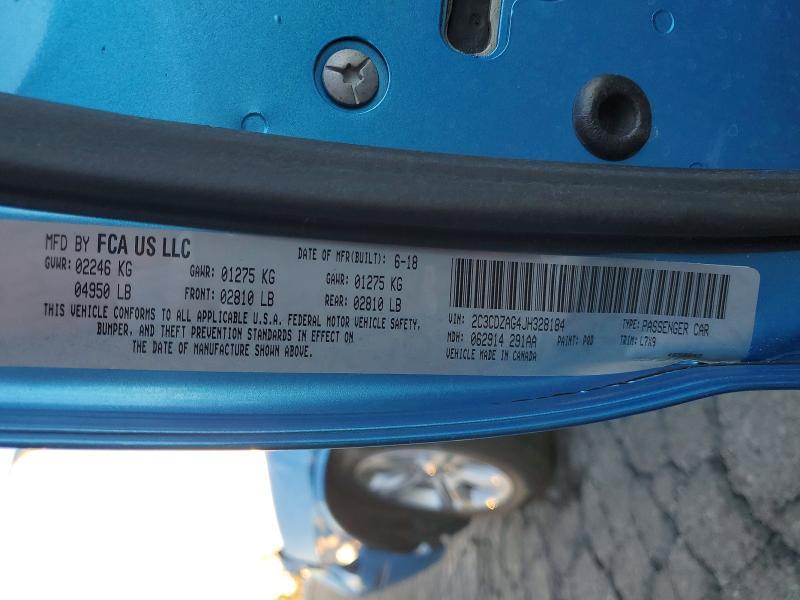 MFD BY FCA US LLC DATE OF MFR(BUILT): 6-18
GVWR: 02246 KG GAWR: 01275 KG GAWR: 01275 KG
04950 LB FRONT: 02810 LB REAR: 02810 LB
THIS VEHICLE CONFORMS TO ALL APPLICABLE U.S.A. FEDERAL MOTOR VEHICLE SAFETY,
BUMPER, AND THEFT PREVENTION STANDARDS IN EFFECT ON
THE DATE OF MANUFACTURE SHOWN ABOVE.
VIN: 2C3CDZAG4JH328184 TYPE: PASSENGER CAR
MDH: 062914 291AA PAINT: PQD TRIM: L7X9
VEHICLE MADE IN CANADA